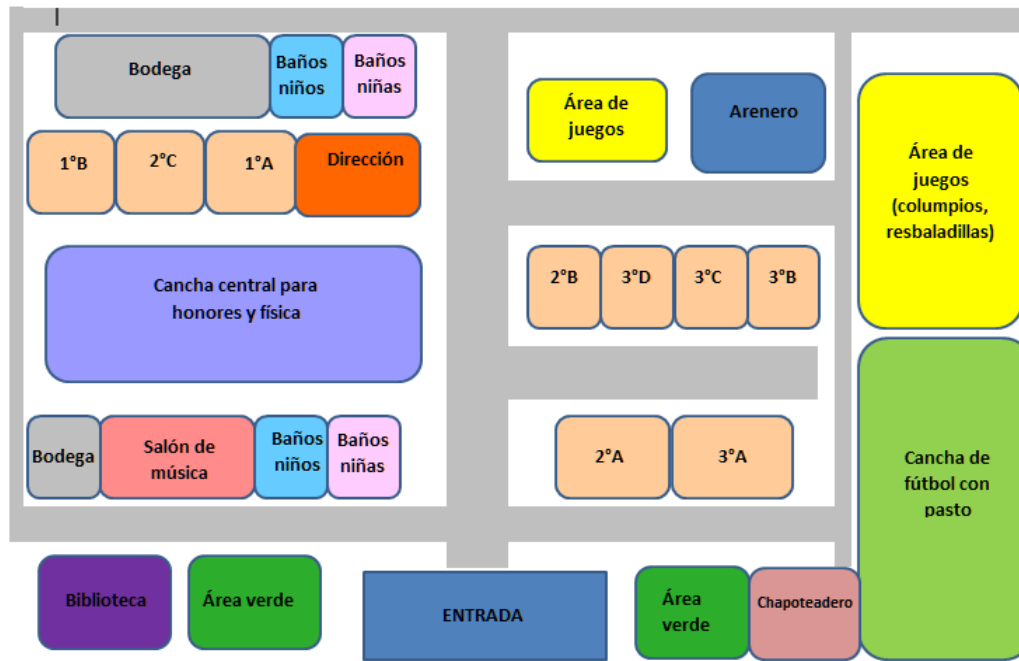 Bodega
Baños
niños
Baños
niñas
Área de
juegos
Arenero
Área de
juegos
(columpios,
resbaladillas)
1°B
2°C
1°A
Dirección
Cancha central para
honores y física
2°B
3°D
3°C
3°B
Bodega
Salón de
música
Baños
niños
Baños
niñas
2°A
3°A
Cancha de
fútbol con
pasto
Biblioteca
Área verde
ENTRADA
Área
verde
Chapoteadero